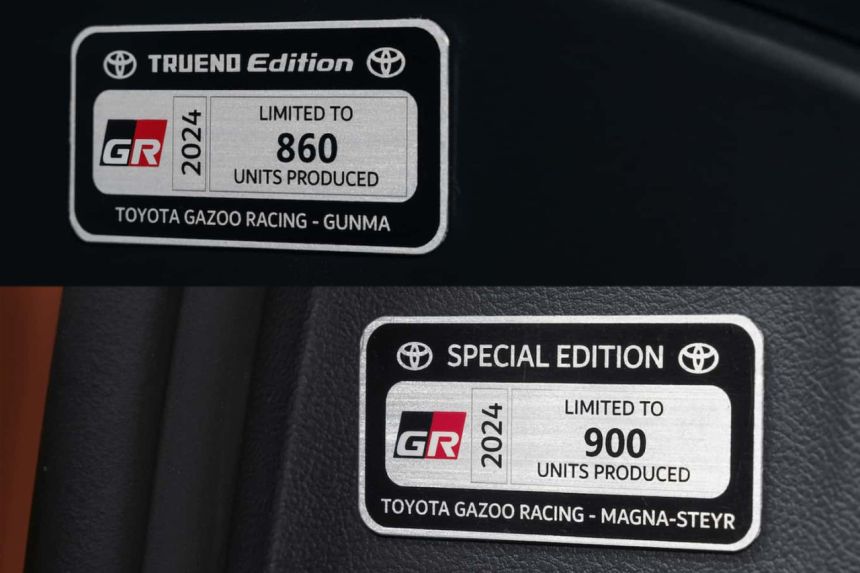 TRUENO Edition
GR
2024
LIMITED TO
860
UNITS PRODUCED
TOYOTA GAZOO RACING - GUNMA
SPECIAL EDITION
GR
2024
LIMITED TO
900
UNITS PRODUCED
TOYOTA GAZOO RACING - MAGNA-STEYR